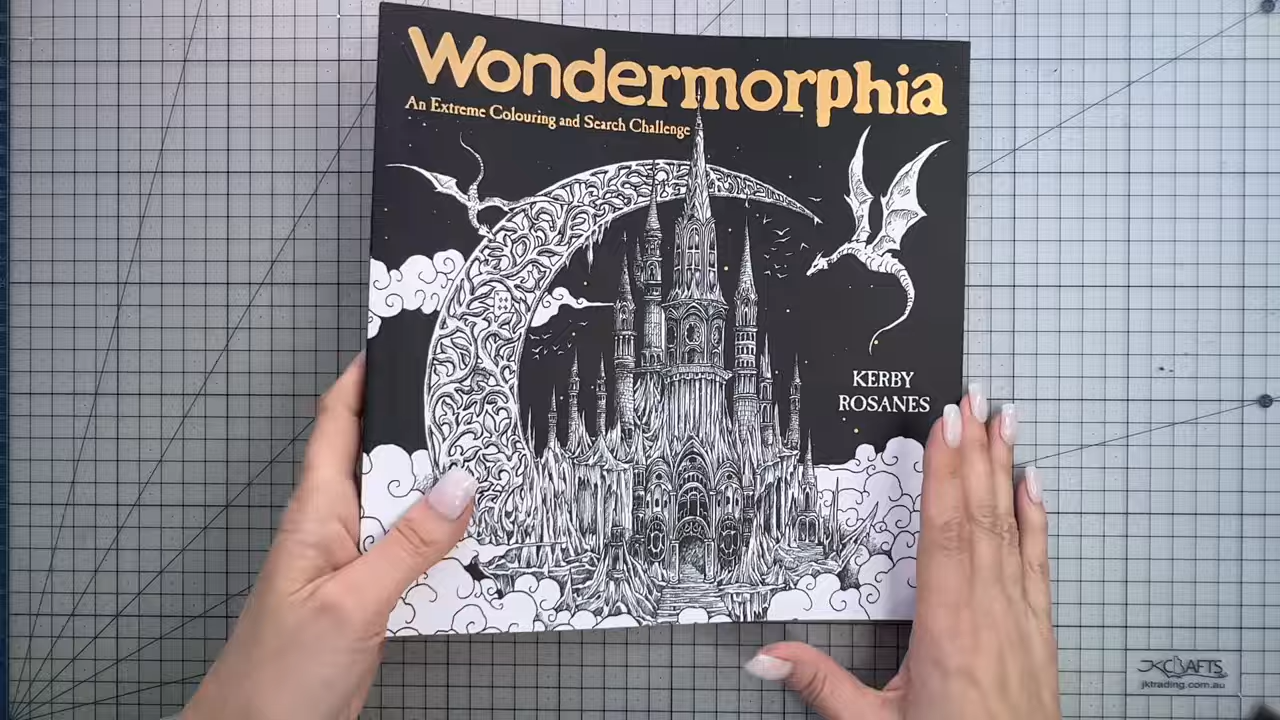 Wondermorphia
An Extreme Colouring and Search Challenge
KERBY
ROSANES
JKCRAFTS
jktrading.com.au